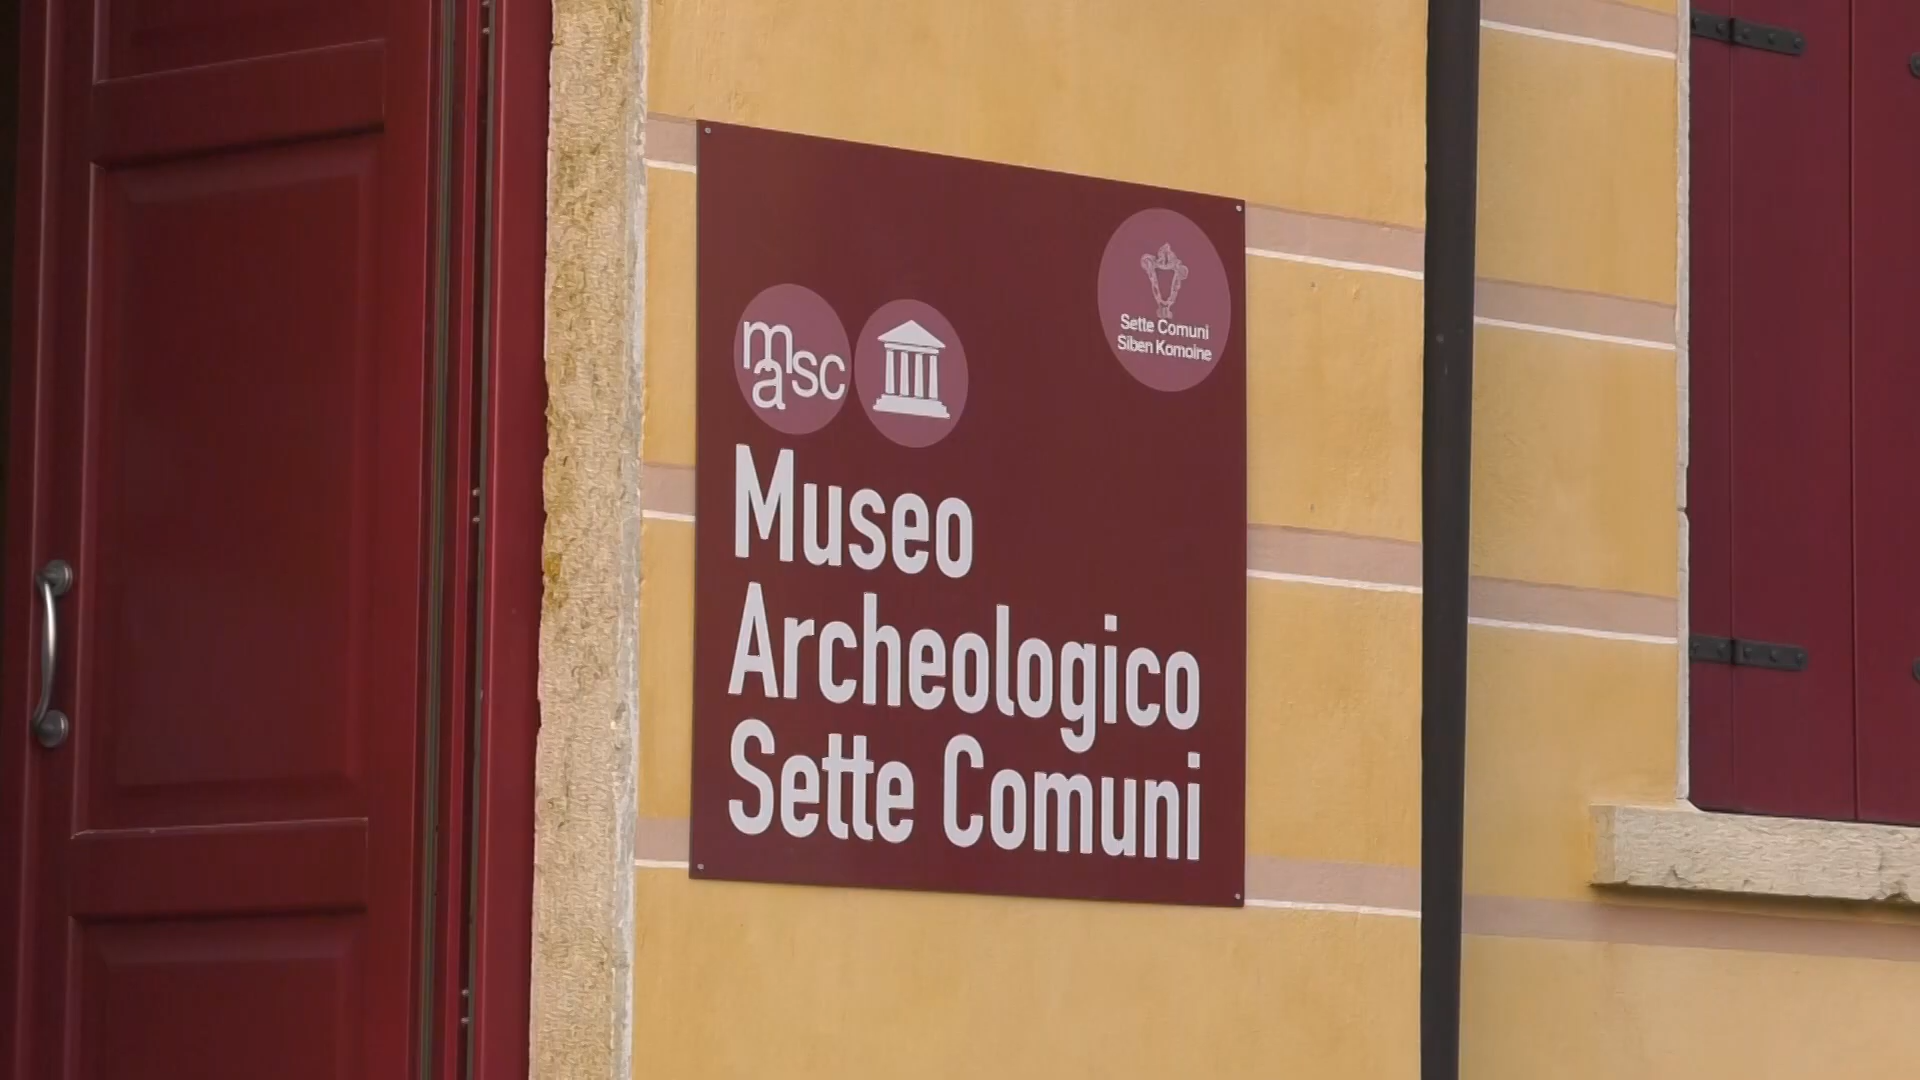 Sette Comuni
Siben Komoine
masc
Museo
Archeologico
Sette Comuni